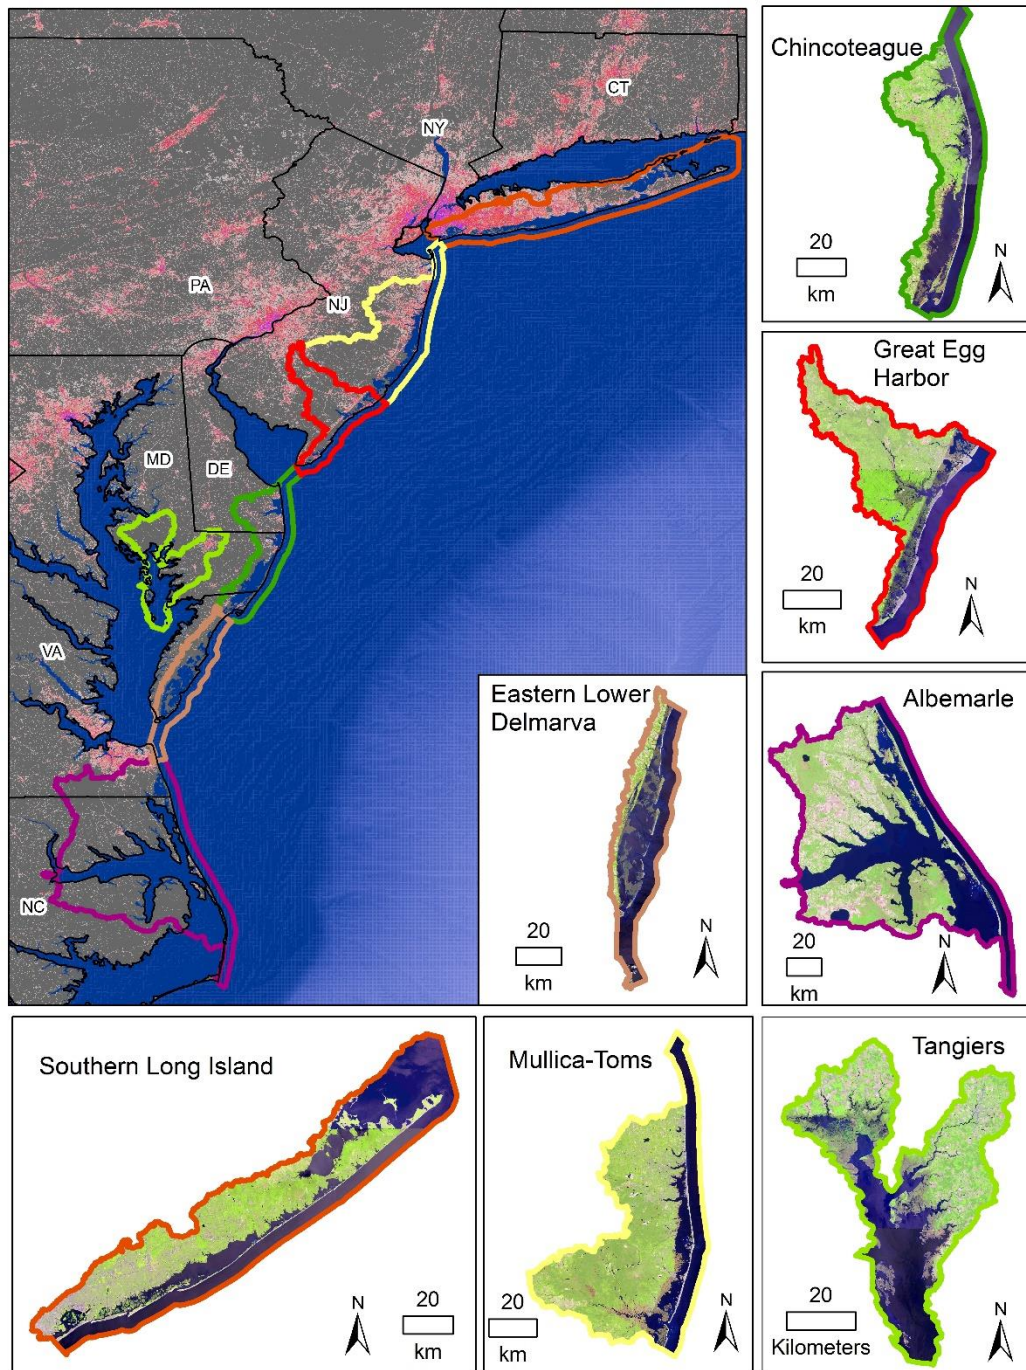 CT
NY
PA
NJ
MD
DE
VA
NC
Chincoteague
20
km
N
Great Egg
Harbor
20
km
N
Eastern Lower
Delmarva
20
km
N
Albemarle
20
km
N
Southern Long Island
N
20
km
Mullica-Toms
20
km
N
Tangiers
20
Kilometers
N